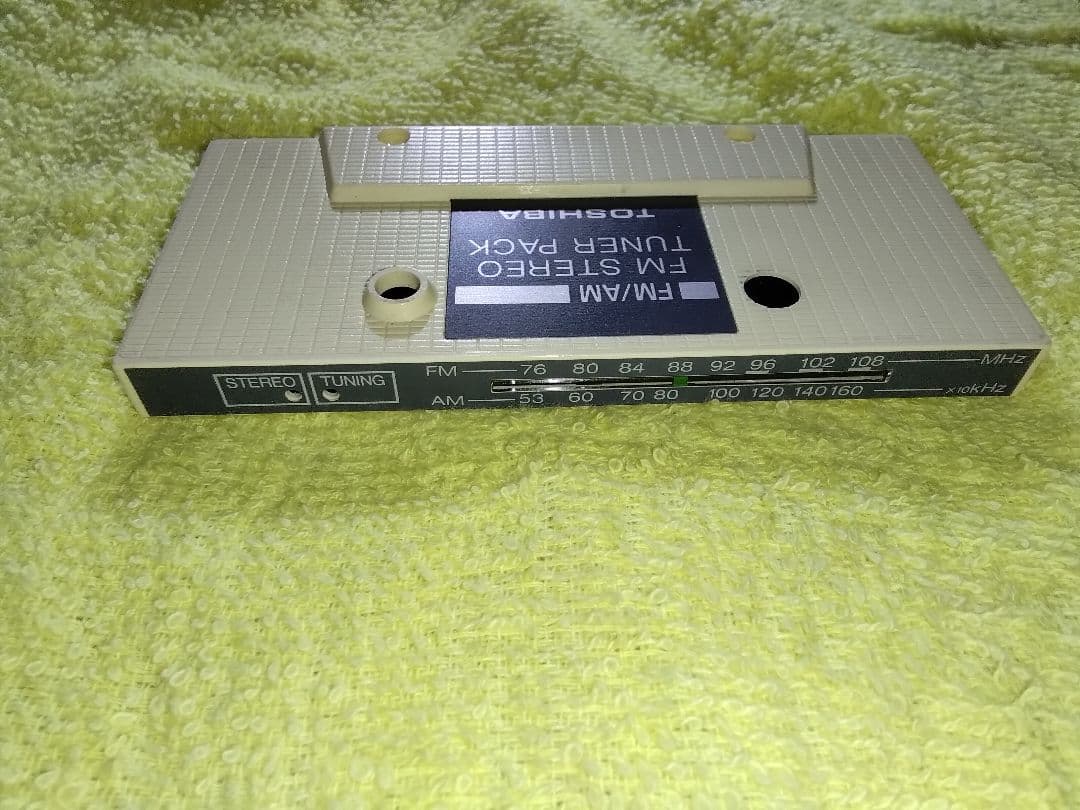 TOSHIBA
TUNER PACK
FM STEREO
FM/AM
STEREO TUNING
FM 76 80 84 88 92 96 102 108 MHz
AM 53 60 70 80 100 120 140 160 ×10kHz